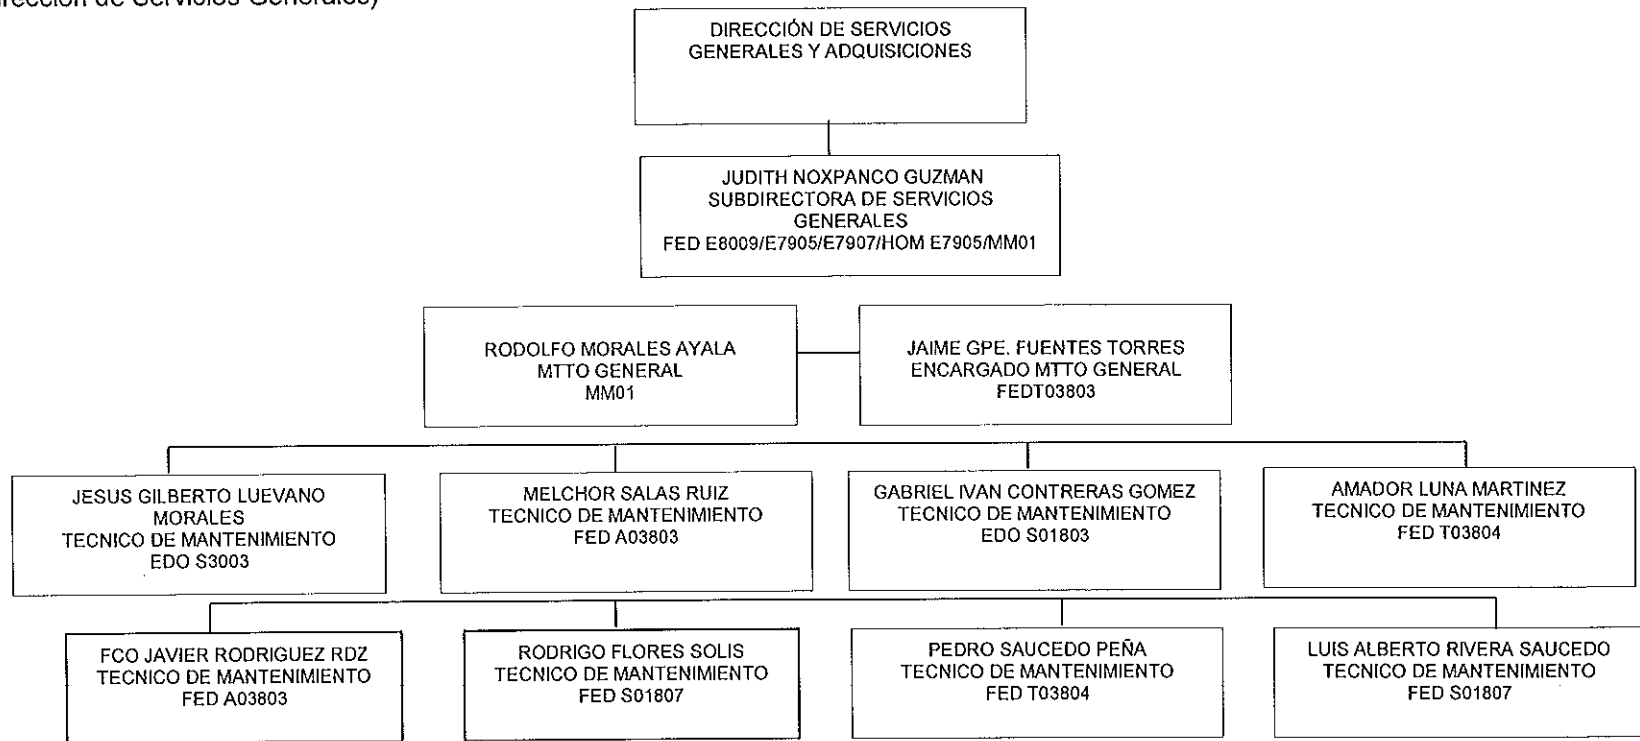 irección de Servicios Generales)
DIRECCIÓN DE SERVICIOS
GENERALES Y ADQUISICIONES
JUDITH NOXPANCO GUZMAN
SUBDIRECTORA DE SERVICIOS
GENERALES
FED E8009/E7905/E7907/HOM E7905/MM01
RODOLFO MORALES AYALA
MTTO GENERAL
MM01
JAIME GPE. FUENTES TORRES
ENCARGADO MTTO GENERAL
FEDT03803
JESUS GILBERTO LUEVANO
MORALES
TECNICO DE MANTENIMIENTO
EDO S3003
MELCHOR SALAS RUIZ
TECNICO DE MANTENIMIENTO
FED A03803
GABRIEL IVAN CONTRERAS GOMEZ
TECNICO DE MANTENIMIENTO
EDO S01803
AMADOR LUNA MARTINEZ
TECNICO DE MANTENIMIENTO
FED T03804
FCO JAVIER RODRIGUEZ RDZ
TECNICO DE MANTENIMIENTO
FED A03803
RODRIGO FLORES SOLIS
TECNICO DE MANTENIMIENTO
FED S01807
PEDRO SAUCEDO PEÑA
TECNICO DE MANTENIMIENTO
FED T03804
LUIS ALBERTO RIVERA SAUCEDO
TECNICO DE MANTENIMIENTO
FED S01807